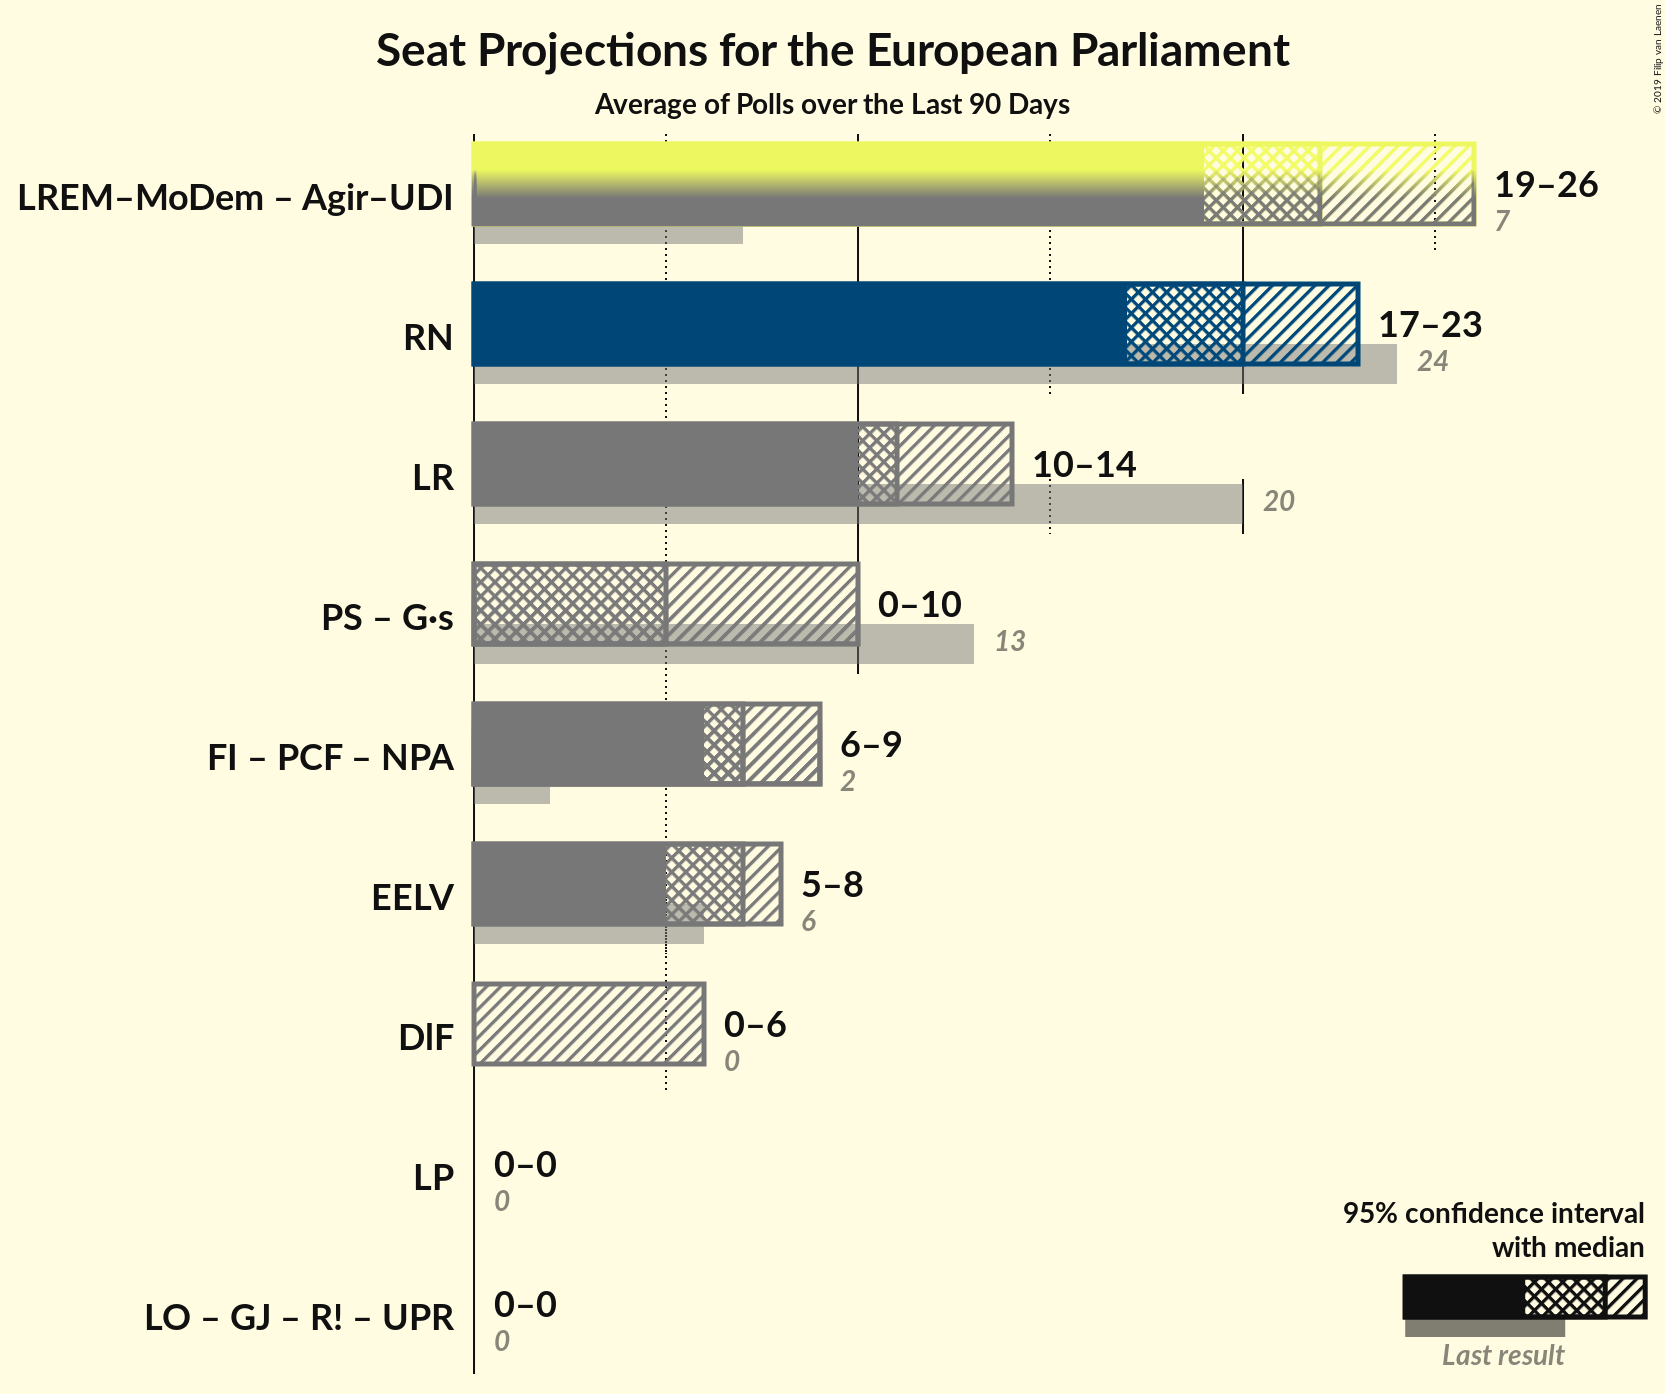 Seat Projections for the European Parliament
Average of Polls over the Last 90 Days
© 2019 Filip van Laenen
LREM–MoDem – Agir–UDI
19–26
7
RN
17–23
24
LR
10–14
20
PS – G·s
0–10
13
FI – PCF – NPA
6–9
2
EELV
5–8
6
DlF
0–6
0
LP
0–0
0
LO – GJ – R! – UPR
0–0
0
95% confidence interval
with median
Last result